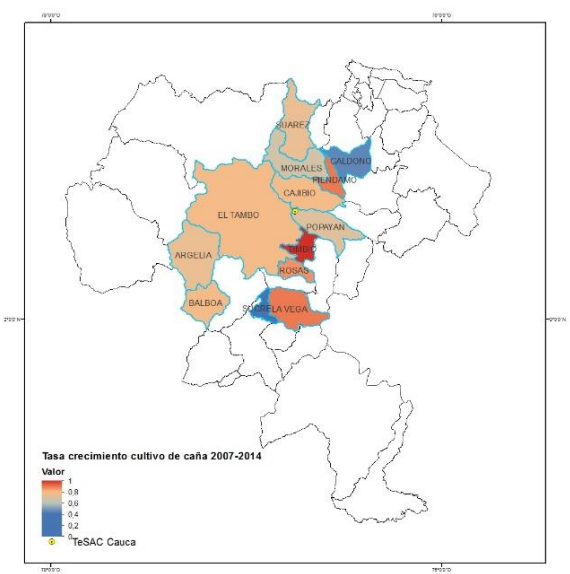 SUAREZ
CALDONO
MORALES
PIENDAMO
CAJIBIO
EL TAMBO
POPAYAN
ARGELIA
ROSAS
BALBOA
SUCRE LA VEGA
Tasa crecimiento cultivo de caña 2007-2014
Valor
1
0,8
0,6
0,4
0,2
0
TeSAC Cauca